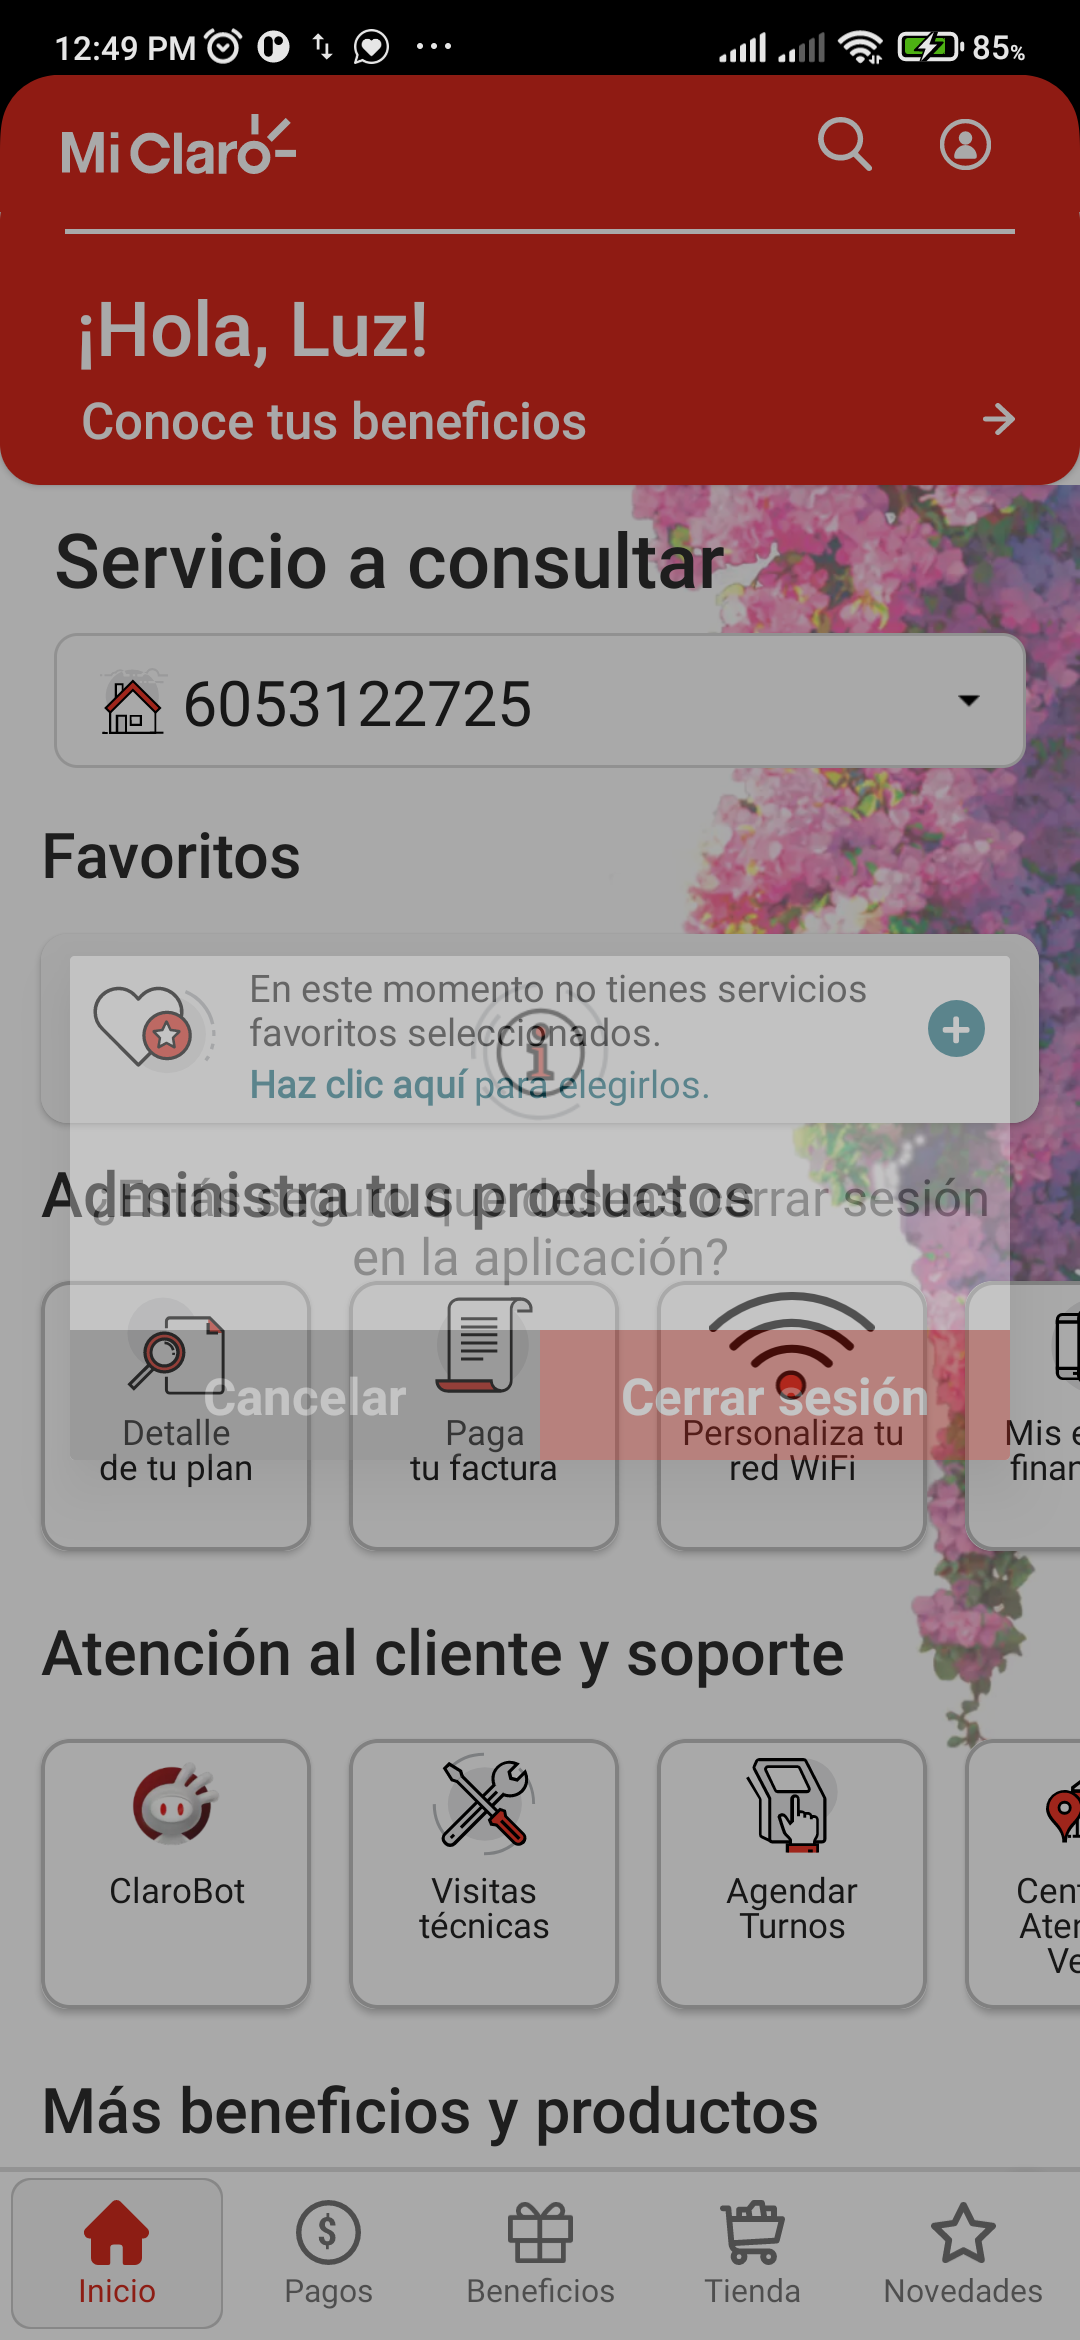 12:49 PM
85%
Mi Claro
¡Hola, Luz!
Conoce tus beneficios
Servicio a consultar
6053122725
Favoritos
En este momento no tienes servicios
favoritos seleccionados.
Haz clic aquí para elegirlos.
Administra tus productos
¿Estás seguro que deseas cerrar sesión
en la aplicación?
Cancelar
Cerrar sesión
Detalle
de tu plan
Paga
tu factura
Personaliza tu
red WiFi
Mis e
finan
Atención al cliente y soporte
ClaroBot
Visitas
técnicas
Agendar
Turnos
Cent
Aten
Ve
Más beneficios y productos
Inicio
Pagos
Beneficios
Tienda
Novedades